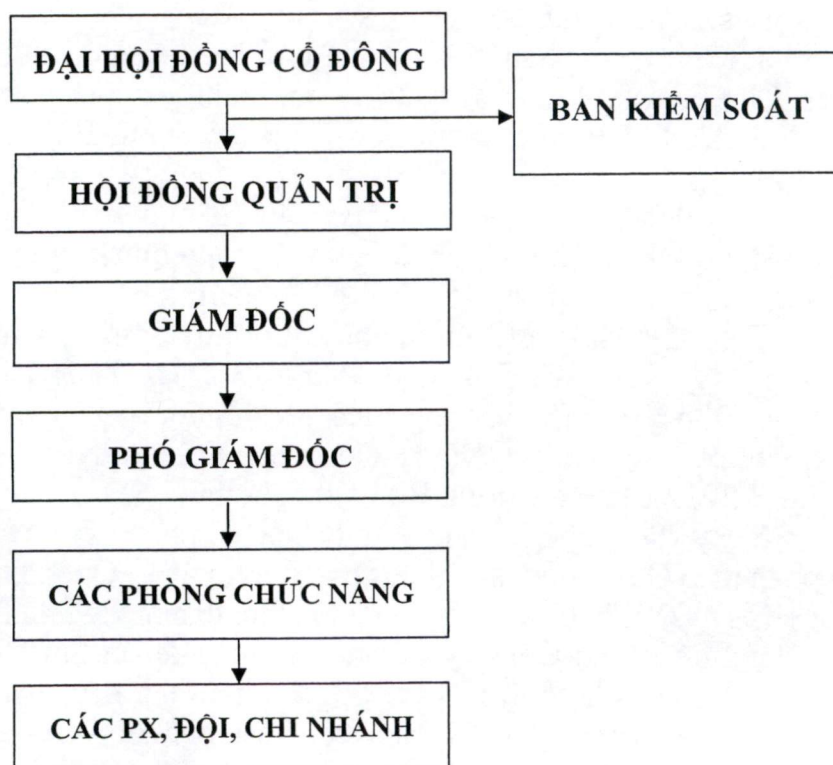 ĐẠI HỘI ĐỒNG CỔ ĐÔNG
BAN KIỂM SOÁT
HỘI ĐỒNG QUẢN TRỊ
GIÁM ĐỐC
PHÓ GIÁM ĐỐC
CÁC PHÒNG CHỨC NĂNG
CÁC PX, ĐỘI, CHI NHÁNH